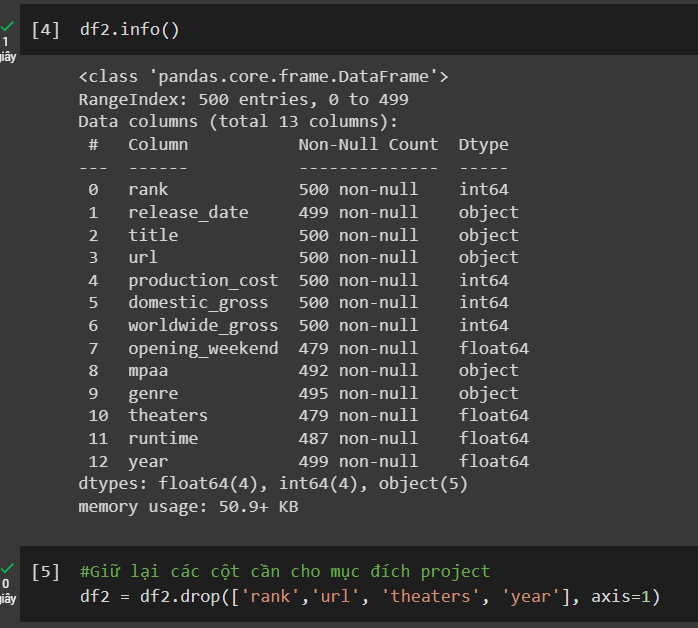 [4] df2.info()
1
giây
<class 'pandas.core.frame.DataFrame'>
RangeIndex: 500 entries, 0 to 499
Data columns (total 13 columns):
 #   Column           Non-Null Count  Dtype
---  ------           --------------  -----
 0   rank             500 non-null    int64
 1   release_date     499 non-null    object
 2   title            500 non-null    object
 3   url              500 non-null    object
 4   production_cost  500 non-null    int64
 5   domestic_gross   500 non-null    int64
 6   worldwide_gross  500 non-null    int64
 7   opening_weekend  479 non-null    float64
 8   mpaa             492 non-null    object
 9   genre            495 non-null    object
 10  theaters         479 non-null    float64
 11  runtime          487 non-null    float64
 12  year             499 non-null    float64
dtypes: float64(4), int64(4), object(5)
memory usage: 50.9+ KB
[5] #Giữ lại các cột cần cho mục đích project
0
giây
df2 = df2.drop(['rank','url', 'theaters', 'year'], axis=1)